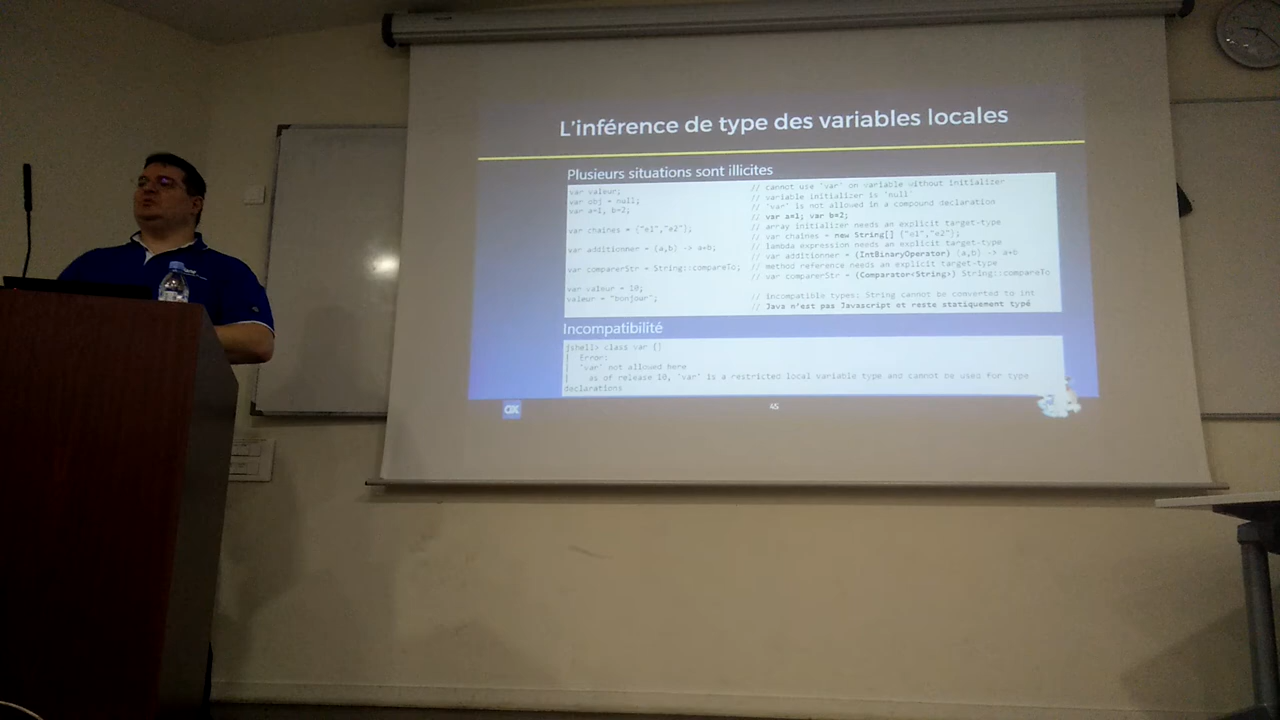 L'inférence de type des variables locales
Plusieurs situations sont illicites
var valeur; // cannot use 'var' on variable without initializer
var obj = null; // variable initializer is 'null'
var a=1, b=2; // 'var' is not allowed in a compound declaration
// var a=1; var b=2;
var chaines = {"e1","e2"}; // array initializer needs an explicit target-type
// var chaines = new String[] {"e1","e2"};
var additionner = (a,b) -> a+b; // lambda expression needs an explicit target-type
// var additionner = (IntBinaryOperator) (a,b) -> a+b
var comparerStr = String::compareTo; // method reference needs an explicit target-type
// var comparerStr = (Comparator<String>) String::compareTo
var valeur = 10; // incompatible types: String cannot be converted to int
valeur = "bonjour"; // Java n'est pas Javascript et reste statiquement typé
Incompatibilité
jshell> class var {}
| Error:
| 'var' not allowed here
| as of release 10, 'var' is a restricted local variable type and cannot be used for type
declarations
45